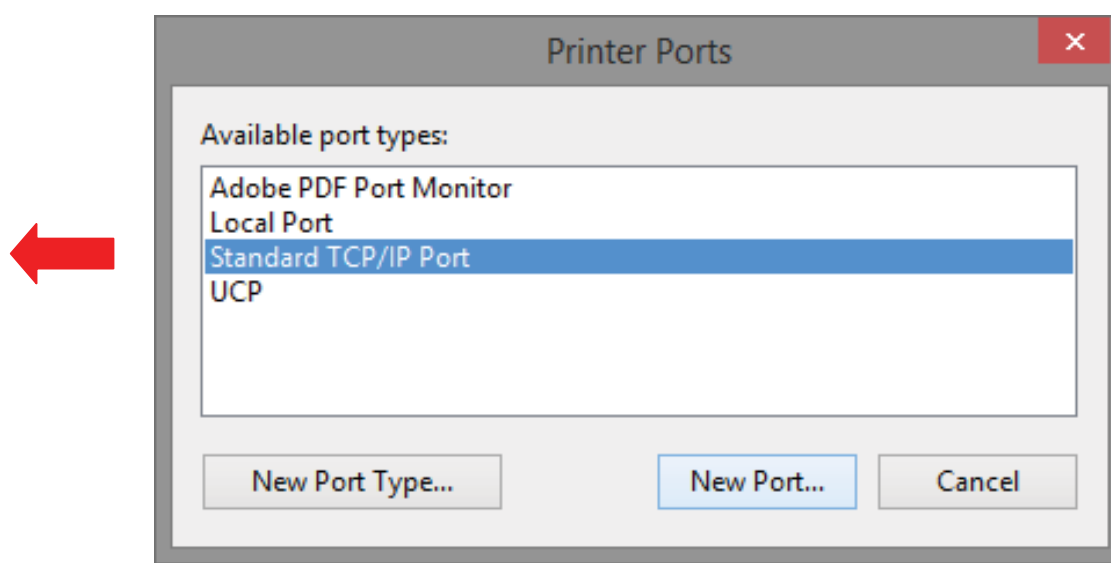 Printer Ports
Available port types:
Adobe PDF Port Monitor
Local Port
Standard TCP/IP Port
UCP
New Port Type...
New Port...
Cancel